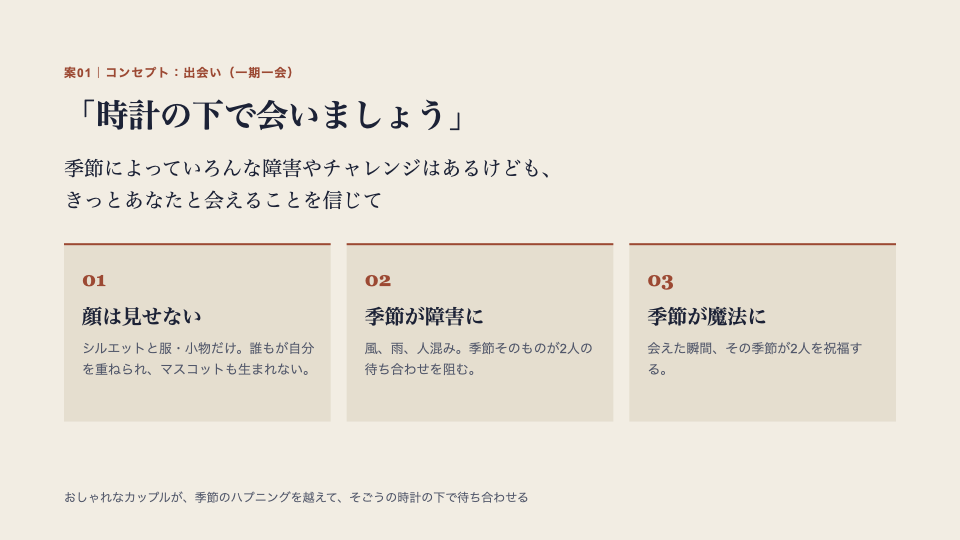 案01｜コンセプト：出会い（一期一会）
「時計の下で会いましょう」
季節によっていろんな障害やチャレンジはあるけども、
きっとあなたと会えることを信じて
01
顔は見せない
シルエットと服・小物だけ。誰もが自分
を重ねられ、マスコットも生まれない。
02
季節が障害に
風、雨、人混み。季節そのものが2人の
待ち合わせを阻む。
03
季節が魔法に
会えた瞬間、その季節が2人を祝福す
る。
おしゃれなカップルが、季節のハプニングを越えて、そごうの時計の下で待ち合わせる